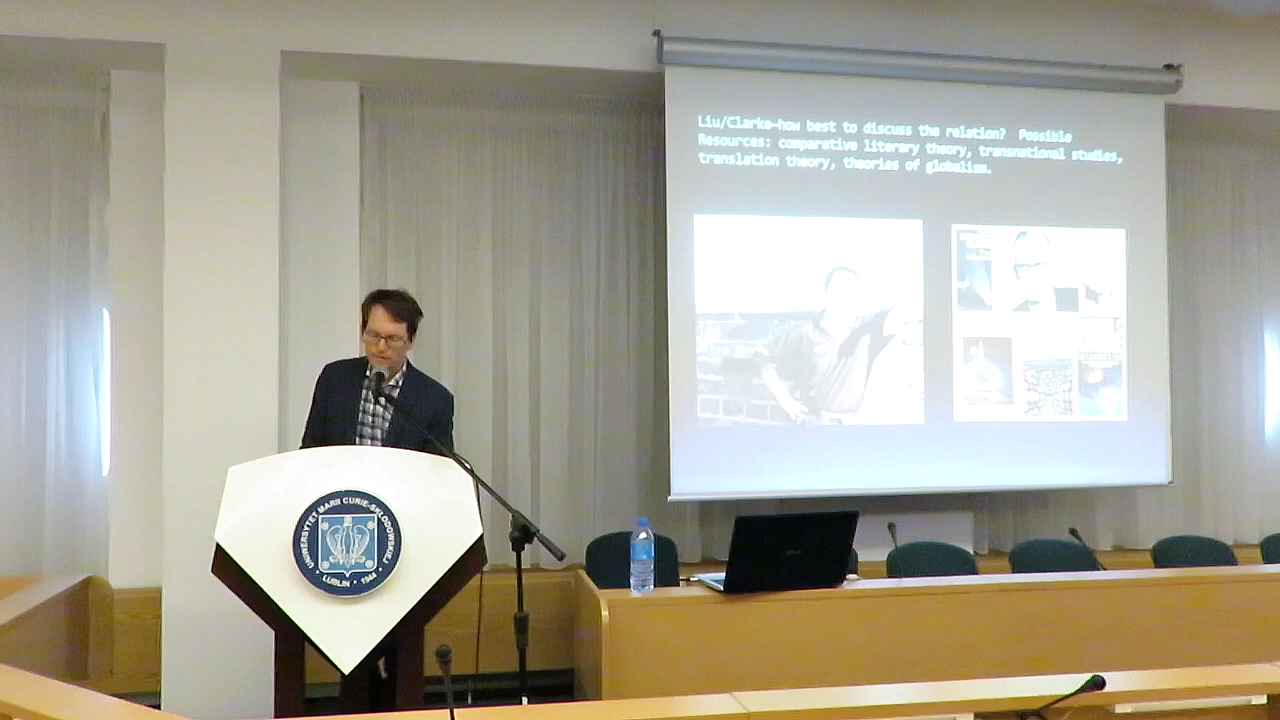 Liu/Clarke—how best to discuss the relation?  Possible
Resources: comparative literary theory, transnational studies,
translation theory, theories of globalism.
UNIWERSYTET MARII CURIE-SKŁODOWSKIEJ
LUBLIN • 1944